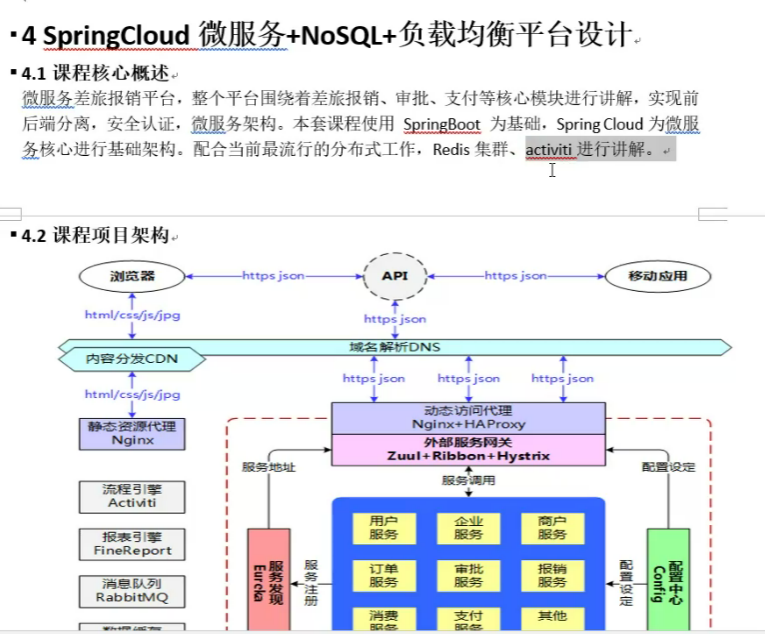 4 SpringCloud 微服务+NoSQL+负载均衡平台设计
4.1 课程核心概述
微服务差旅报销平台，整个平台围绕着差旅报销、审批、支付等核心模块进行讲解，实现前
后端分离，安全认证，微服务架构。本套课程使用 SpringBoot 为基础，Spring Cloud 为微服
务核心进行基础架构。配合当前最流行的分布式工作，Redis 集群、activiti 进行讲解。
4.2 课程项目架构
浏览器
https json
API
https json
移动应用
html/css/js/jpg
https json
域名解析DNS
内容分发CDN
html/css/js/jpg
https json
https json
https json
静态资源代理
Nginx
动态访问代理
Nginx+HAProxy
外部服务网关
Zuul+Ribbon+Hystrix
服务地址
服务调用
配置设定
流程引擎
Activiti
报表引擎
FineReport
消息队列
RabbitMQ
服务发现
Eureka
服务注册
用户
服务
企业
服务
商户
服务
订单
服务
审批
服务
报销
服务
消费
服务
支付
服务
其他
配置设定
配置中心
Config